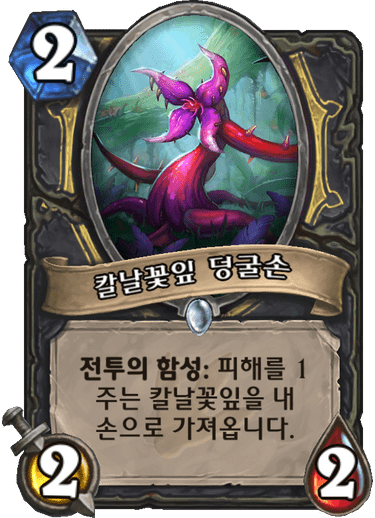 2
칼날꽃잎 덩굴손
전투의 함성: 피해를 1
주는 칼날꽃잎을 내
손으로 가져옵니다.
2
2